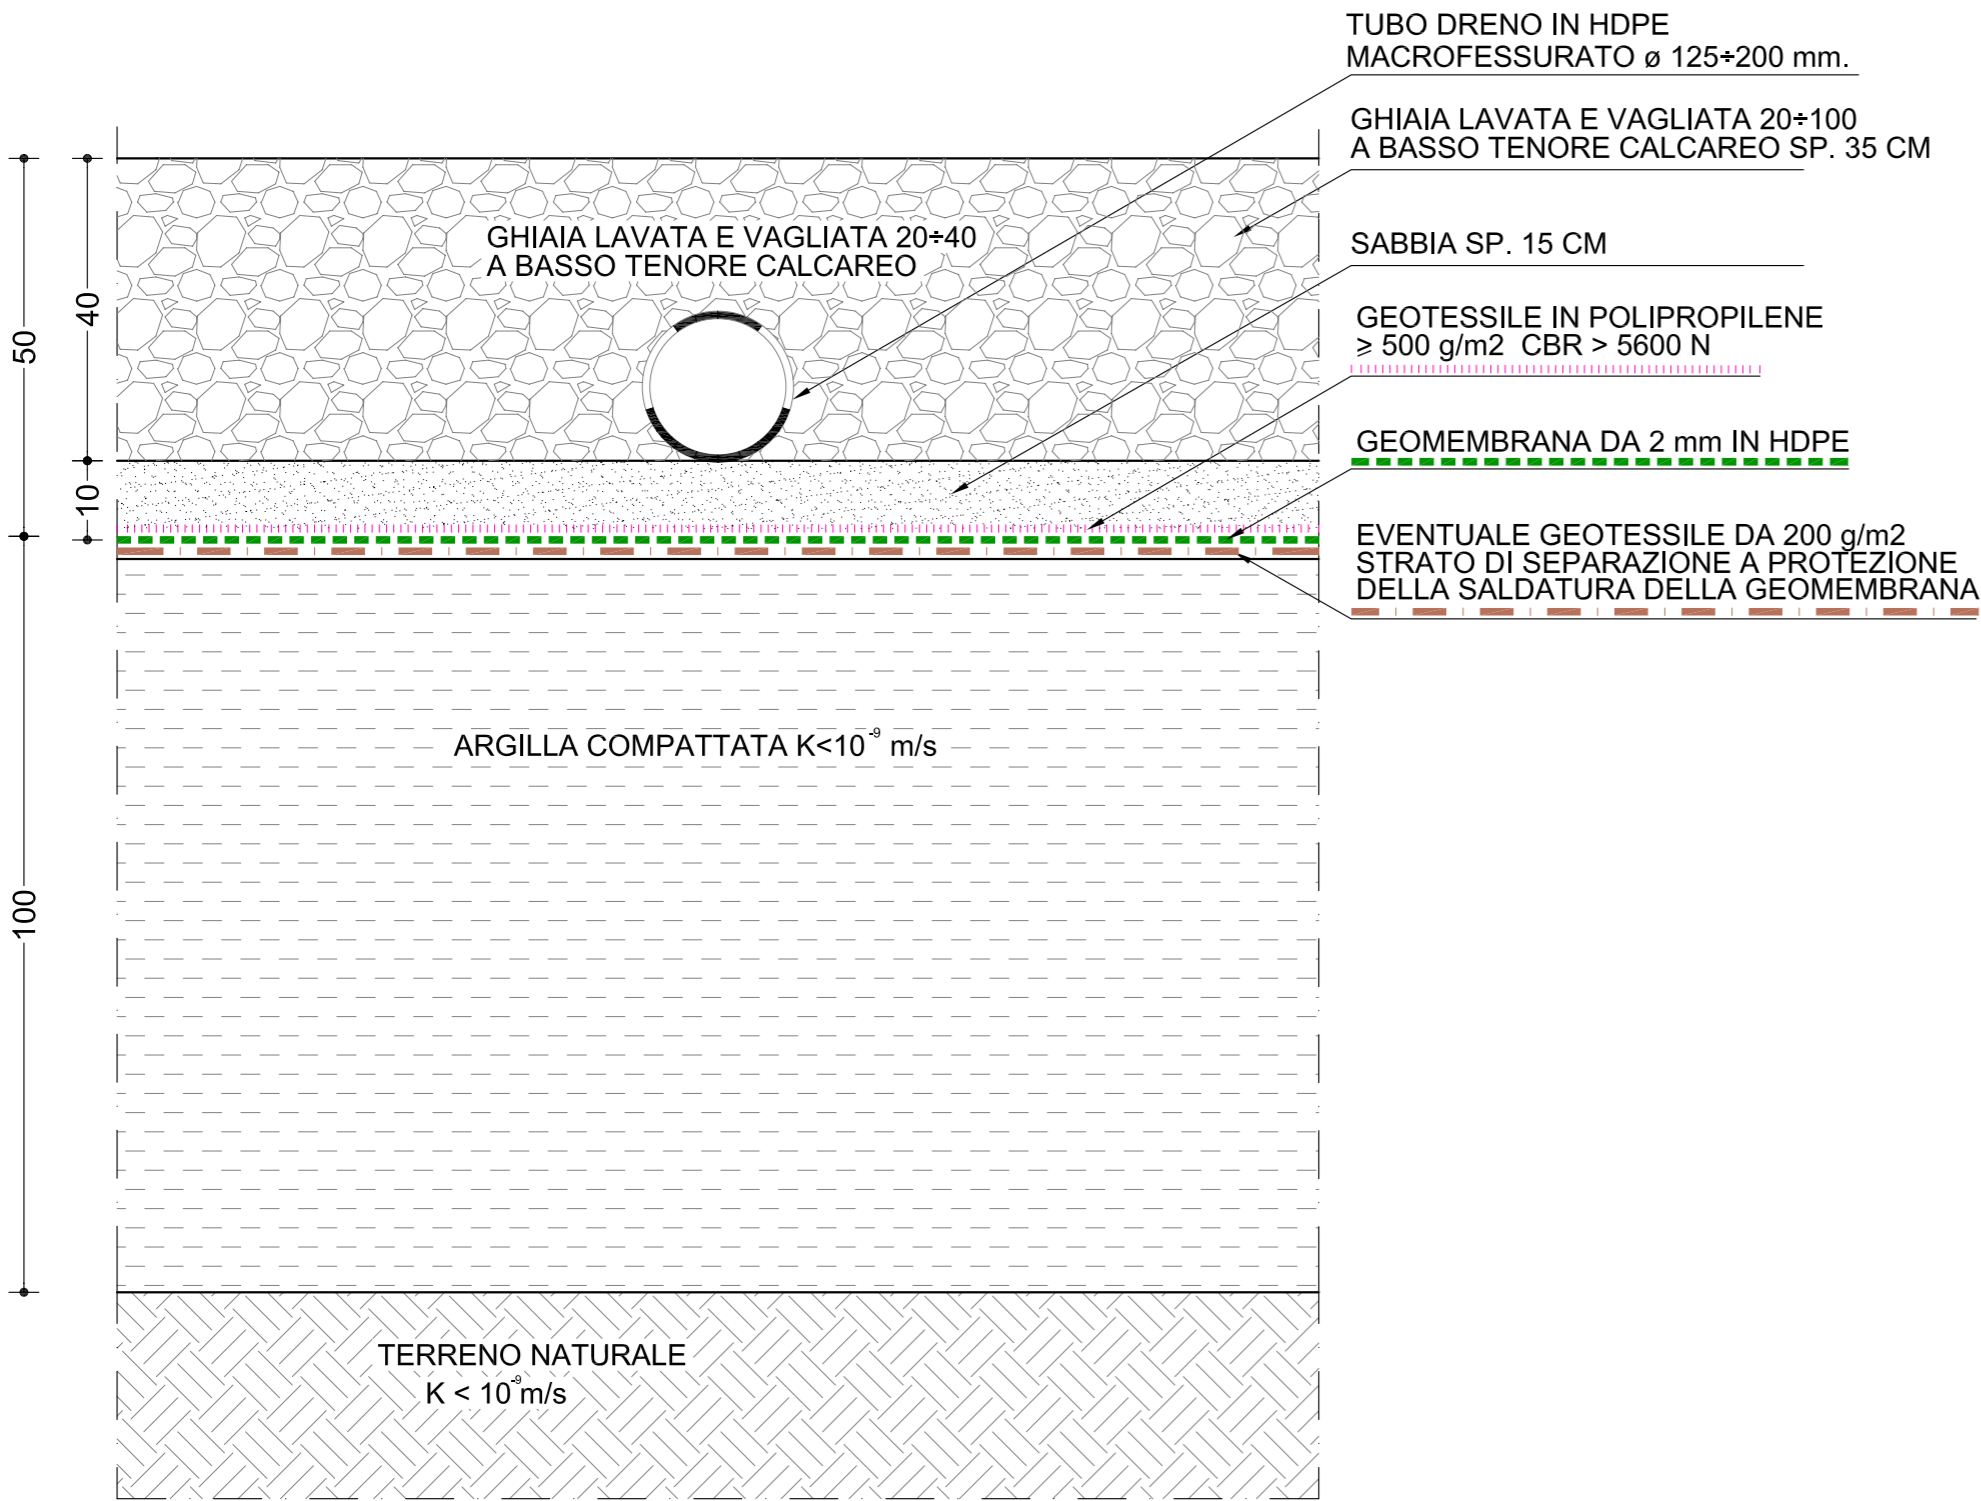 TUBO DRENO IN HDPE
MACROFESSURATO ø 125÷200 mm.
GHIAIA LAVATA E VAGLIATA 20÷100
A BASSO TENORE CALCAREO SP. 35 CM
GHIAIA LAVATA E VAGLIATA 20÷40
A BASSO TENORE CALCAREO
SABBIA SP. 15 CM
GEOTESSILE IN POLIPROPILENE
≥ 500 g/m2 CBR > 5600 N
GEOMEMBRANA DA 2 mm IN HDPE
EVENTUALE GEOTESSILE DA 200 g/m2
STRATO DI SEPARAZIONE A PROTEZIONE
DELLA SALDATURA DELLA GEOMEMBRANA
50
40
10
100
ARGILLA COMPATTATA K<10⁻⁹ m/s
TERRENO NATURALE
K < 10⁻⁹m/s